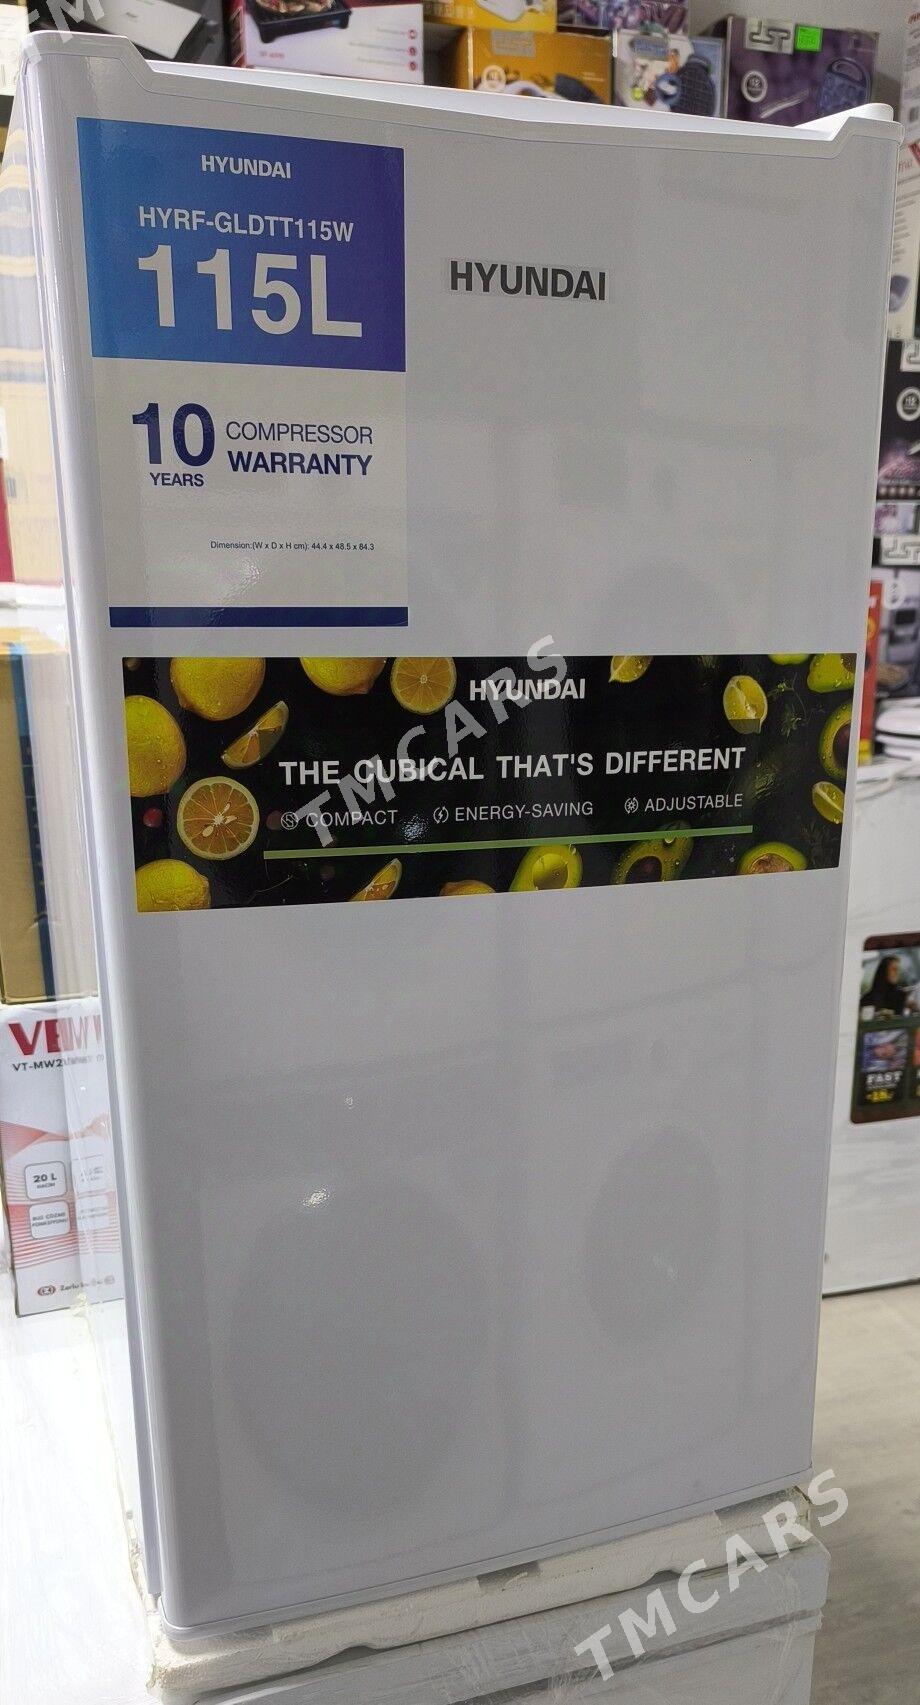 HYUNDAI
HYRF-GLDTT115W
115L
HYUNDAI
10
YEARS
COMPRESSOR
WARRANTY
Dimension:(W x D x H cm): 44.4 x 48.5 x 84.3
HYUNDAI
THE CUBICAL THAT'S DIFFERENT
COMPACT ENERGY-SAVING ADJUSTABLE
TMCARS
TMCARS
20 L
FAST